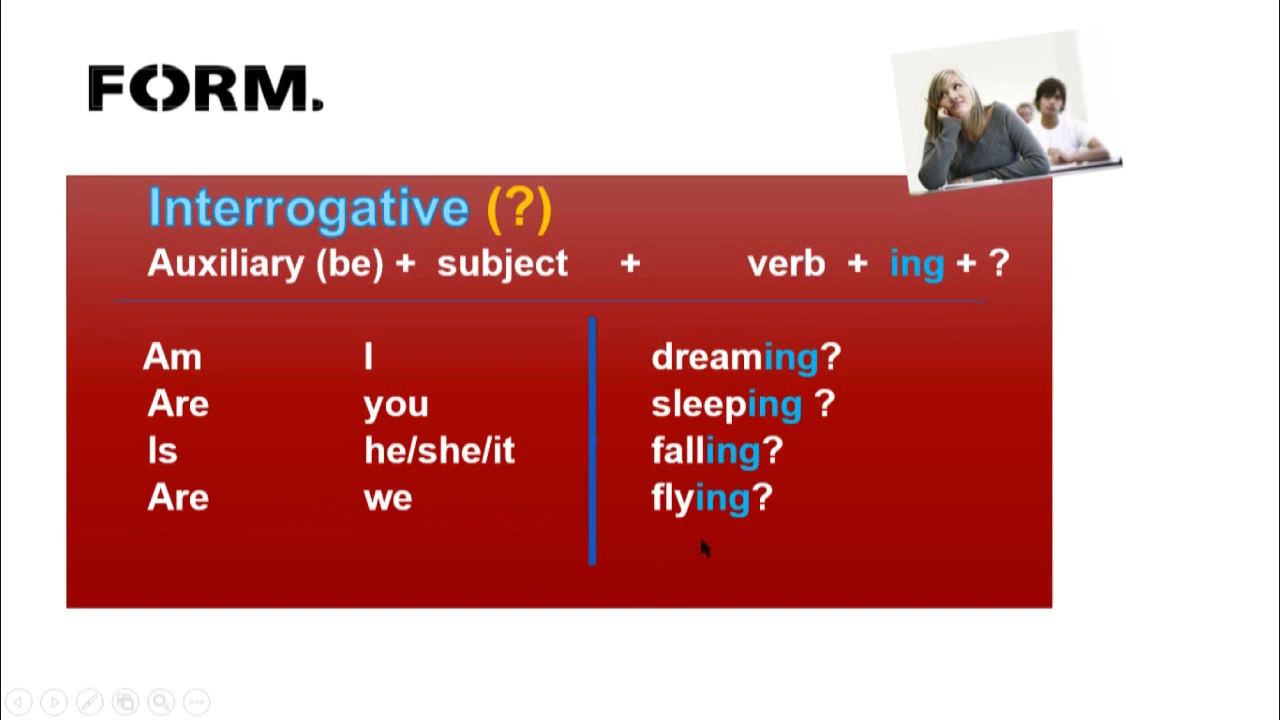 FORM.
Interrogative (?)
Auxiliary (be) + subject + verb + ing + ?
Am I dreaming?
Are you sleeping ?
Is he/she/it falling?
Are we flying?